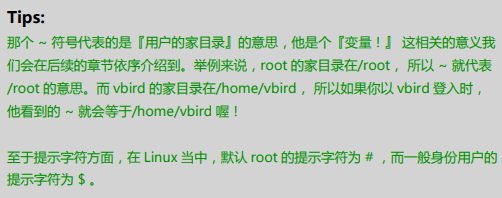 Tips:
那个 ~ 符号代表的是『用户的家目录』的意思，他是个『变量！』 这相关的意义我
们会在后续的章节依序介绍到。举例来说，root 的家目录在/root， 所以 ~ 就代表
/root 的意思。而 vbird 的家目录在/home/vbird， 所以如果你以 vbird 登入时，
他看到的 ~ 就会等于/home/vbird 喔！
至于提示字符方面，在 Linux 当中，默认 root 的提示字符为 # ，而一般身份用户的
提示字符为 $ 。